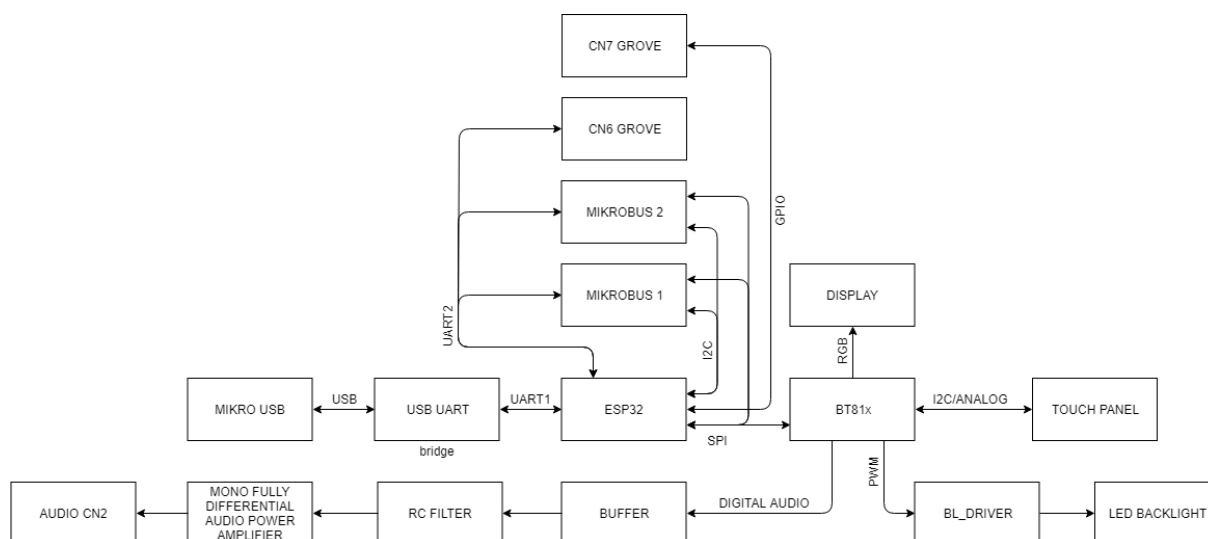 CN7 GROVE
CN6 GROVE
MIKROBUS 2
GPIO
MIKROBUS 1
DISPLAY
UART2
I2C
RGB
MIKRO USB
USB
USB UART
UART1
ESP32
BT81x
I2C/ANALOG
TOUCH PANEL
bridge
SPI
PWM
AUDIO CN2
MONO FULLY
DIFFERENTIAL
AUDIO POWER
AMPLIFIER
RC FILTER
BUFFER
DIGITAL AUDIO
BL_DRIVER
LED BACKLIGHT